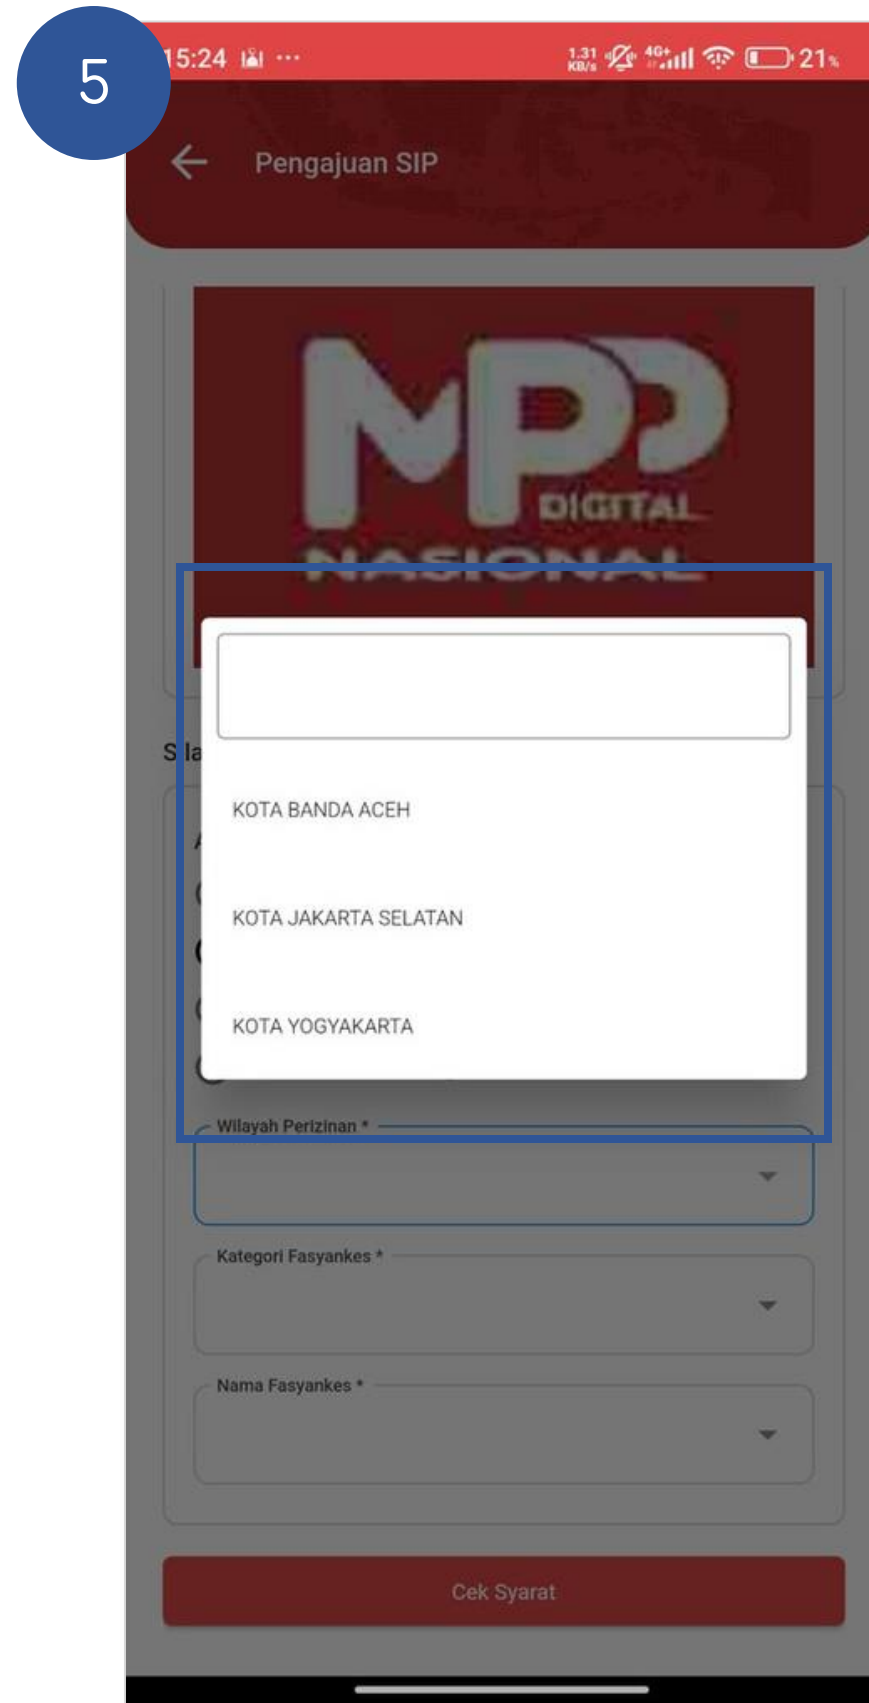 5
15:24
1.31
KB/s
4G+
21%
Pengajuan SIP
MPP
DIGITAL
NASIONAL
KOTA BANDA ACEH
KOTA JAKARTA SELATAN
KOTA YOGYAKARTA
Wilayah Perizinan *
Kategori Fasyankes *
Nama Fasyankes *
Cek Syarat